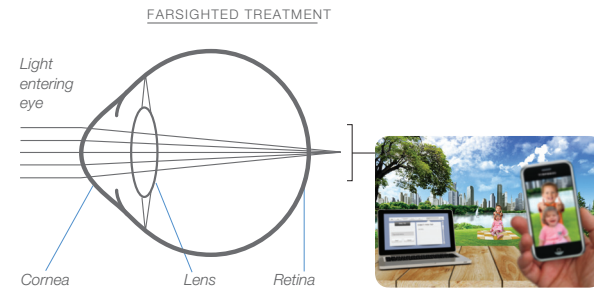 FARSIGHTED TREATMENT
Light
entering
eye
Cornea
Lens
Retina